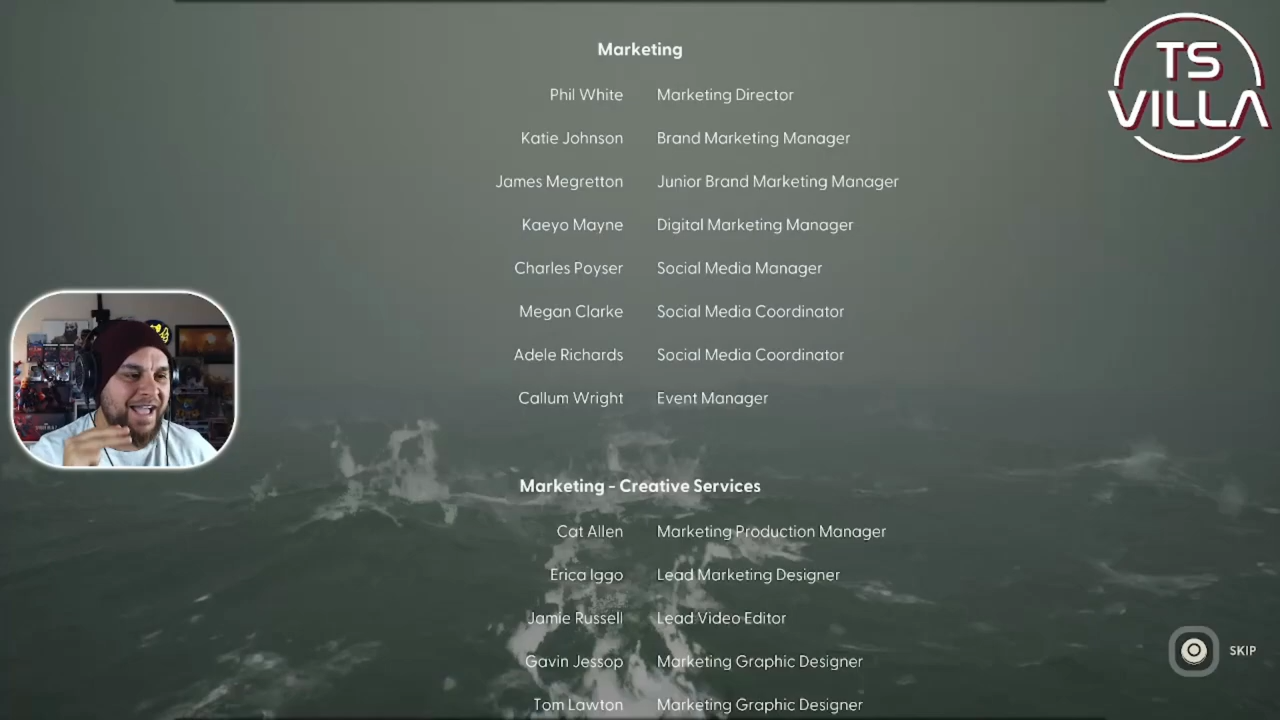 TS
VILLA
Marketing
Phil White Marketing Director
Katie Johnson Brand Marketing Manager
James Megretton Junior Brand Marketing Manager
Kaeyo Mayne Digital Marketing Manager
Charles Poyser Social Media Manager
Megan Clarke Social Media Coordinator
Adele Richards Social Media Coordinator
Callum Wright Event Manager
Marketing - Creative Services
Cat Allen Marketing Production Manager
Erica Iggo Lead Marketing Designer
Jamie Russell Lead Video Editor
Gavin Jessop Marketing Graphic Designer
SKIP
Tom Lawton Marketing Graphic Designer